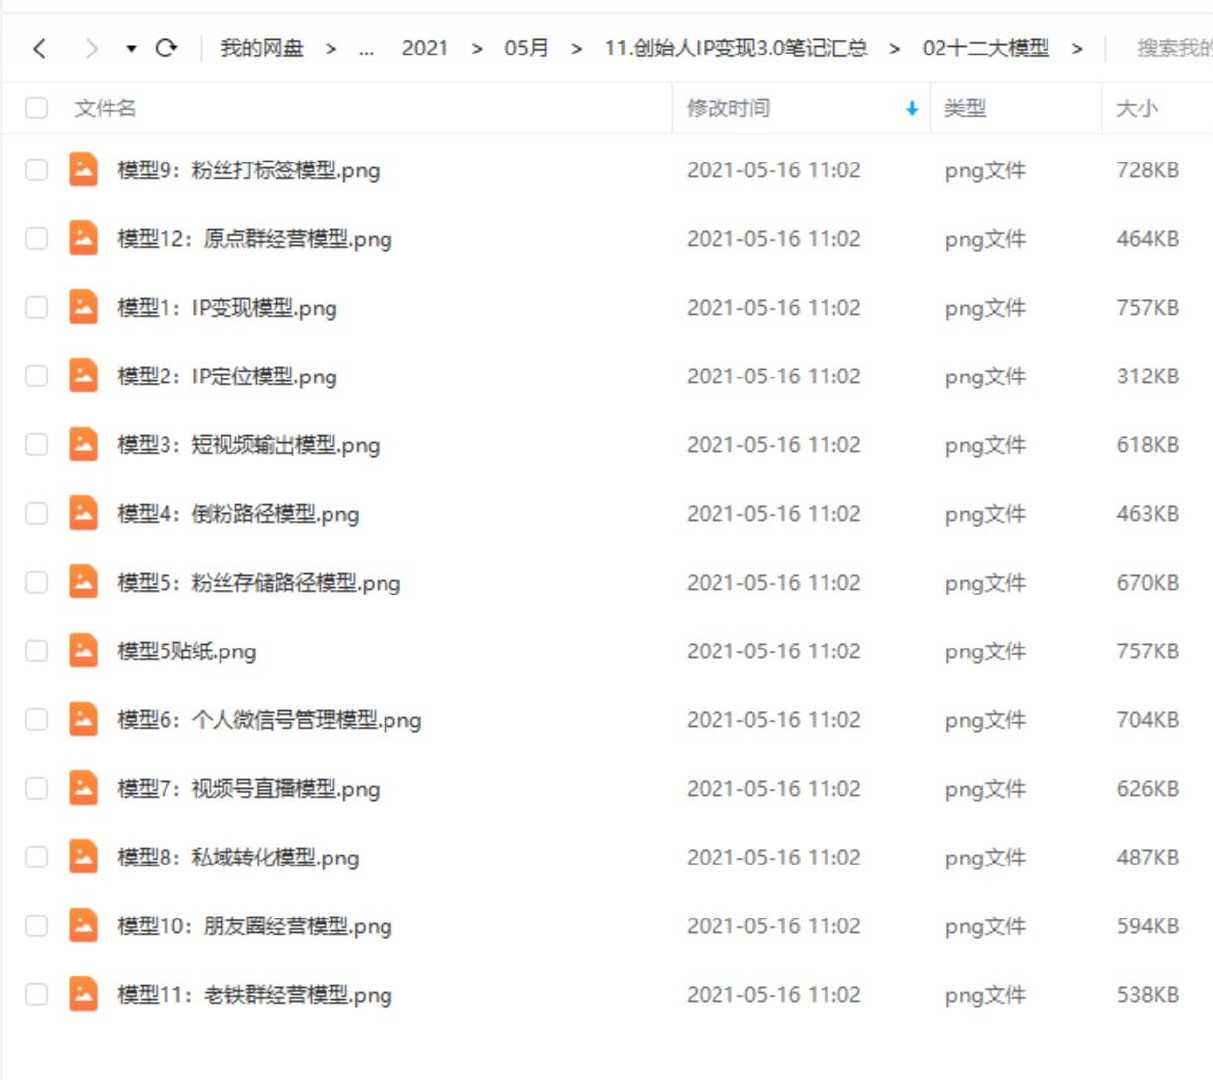 我的网盘 > ... 2021 > 05月 > 11.创始人IP变现3.0笔记汇总 > 02十二大模型 > 搜索我的
文件名 修改时间 类型 大小
模型9：粉丝打标签模型.png 2021-05-16 11:02 png文件 728KB
模型12：原点群经营模型.png 2021-05-16 11:02 png文件 464KB
模型1：IP变现模型.png 2021-05-16 11:02 png文件 757KB
模型2：IP定位模型.png 2021-05-16 11:02 png文件 312KB
模型3：短视频输出模型.png 2021-05-16 11:02 png文件 618KB
模型4：倒粉路径模型.png 2021-05-16 11:02 png文件 463KB
模型5：粉丝存储路径模型.png 2021-05-16 11:02 png文件 670KB
模型5贴纸.png 2021-05-16 11:02 png文件 757KB
模型6：个人微信号管理模型.png 2021-05-16 11:02 png文件 704KB
模型7：视频号直播模型.png 2021-05-16 11:02 png文件 626KB
模型8：私域转化模型.png 2021-05-16 11:02 png文件 487KB
模型10：朋友圈经营模型.png 2021-05-16 11:02 png文件 594KB
模型11：老铁群经营模型.png 2021-05-16 11:02 png文件 538KB